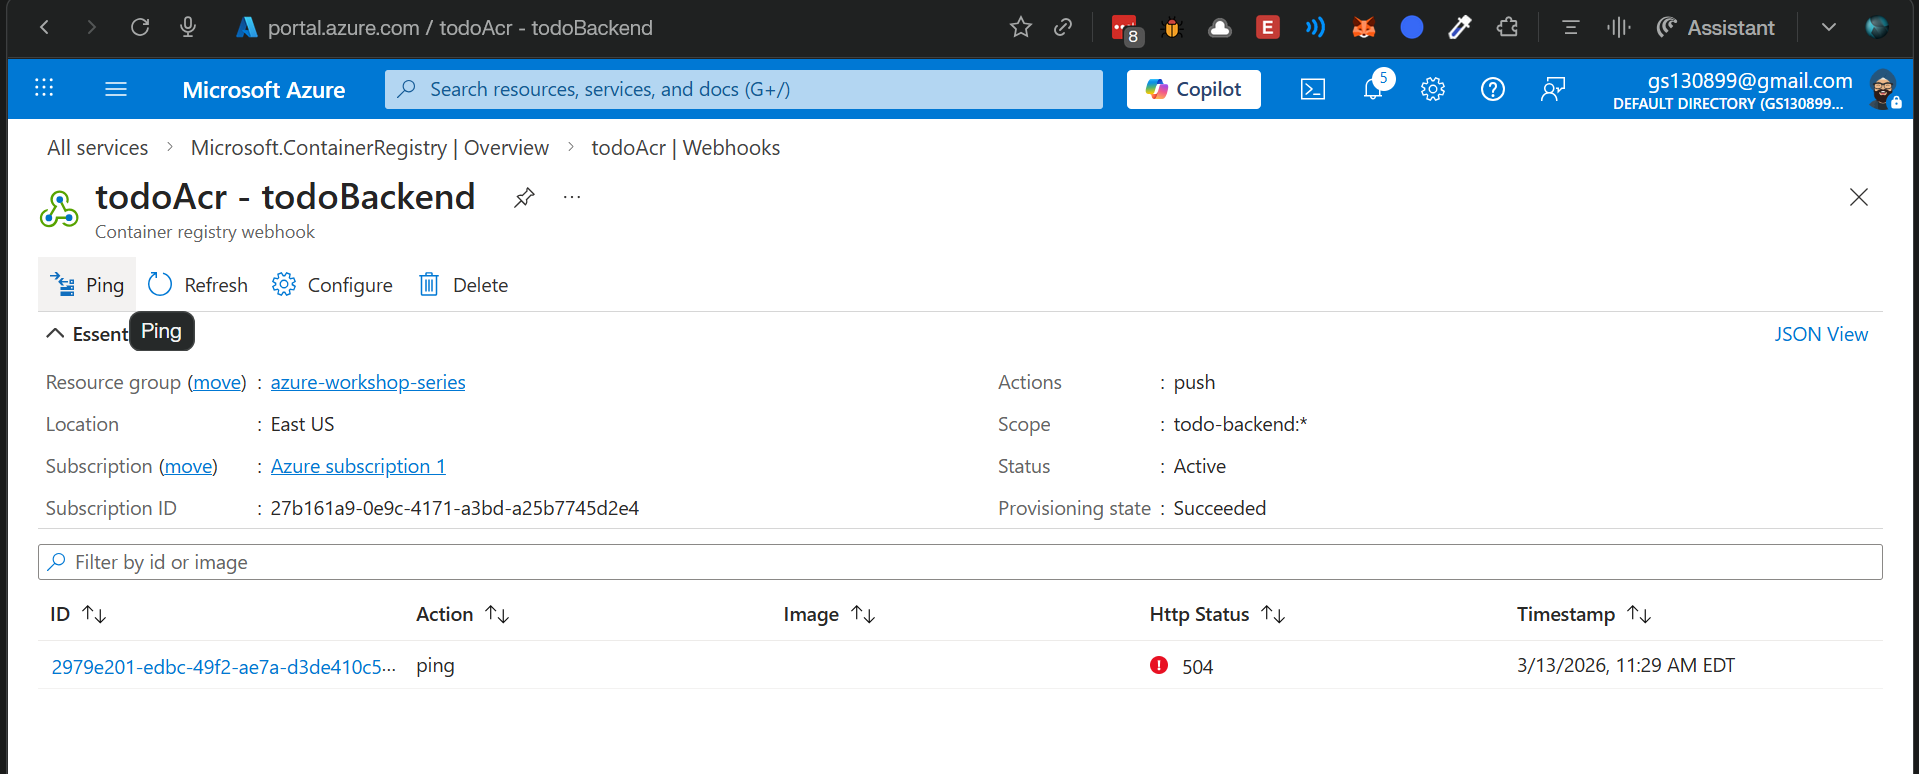 portal.azure.com / todoAcr - todoBackend
8
E
Assistant
Microsoft Azure
Search resources, services, and docs (G+/)
Copilot
5
gs130899@gmail.com
DEFAULT DIRECTORY (GS130899...
All services > Microsoft.ContainerRegistry | Overview > todoAcr | Webhooks
todoAcr - todoBackend
...
Container registry webhook
Ping
Refresh
Configure
Delete
Essent
Ping
JSON View
Resource group (move) : azure-workshop-series
Location : East US
Subscription (move) : Azure subscription 1
Subscription ID : 27b161a9-0e9c-4171-a3bd-a25b7745d2e4
Actions : push
Scope : todo-backend:*
Status : Active
Provisioning state : Succeeded
Filter by id or image
ID Action Image Http Status Timestamp
2979e201-edbc-49f2-ae7a-d3de410c5... ping 504 3/13/2026, 11:29 AM EDT